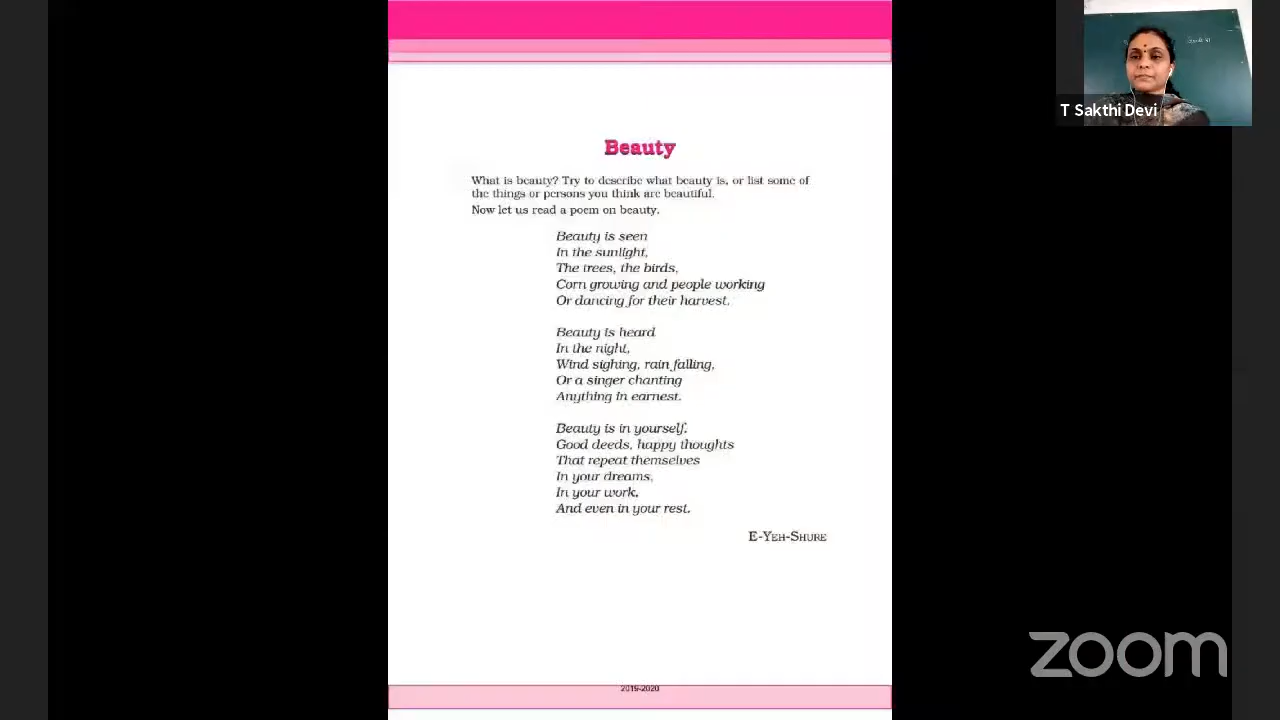 Beauty
What is beauty? Try to describe what beauty is, or list some of
the things or persons you think are beautiful.
Now let us read a poem on beauty.
Beauty is seen
In the sunlight,
The trees, the birds,
Corn growing and people working
Or dancing for their harvest.
Beauty is heard
In the night,
Wind sighing, rain falling,
Or a singer chanting
Anything in earnest.
Beauty is in yourself.
Good deeds, happy thoughts
That repeat themselves
In your dreams,
In your work,
And even in your rest.
E-YEH-SHURE
2019-2020
T Sakthi Devi
zoom